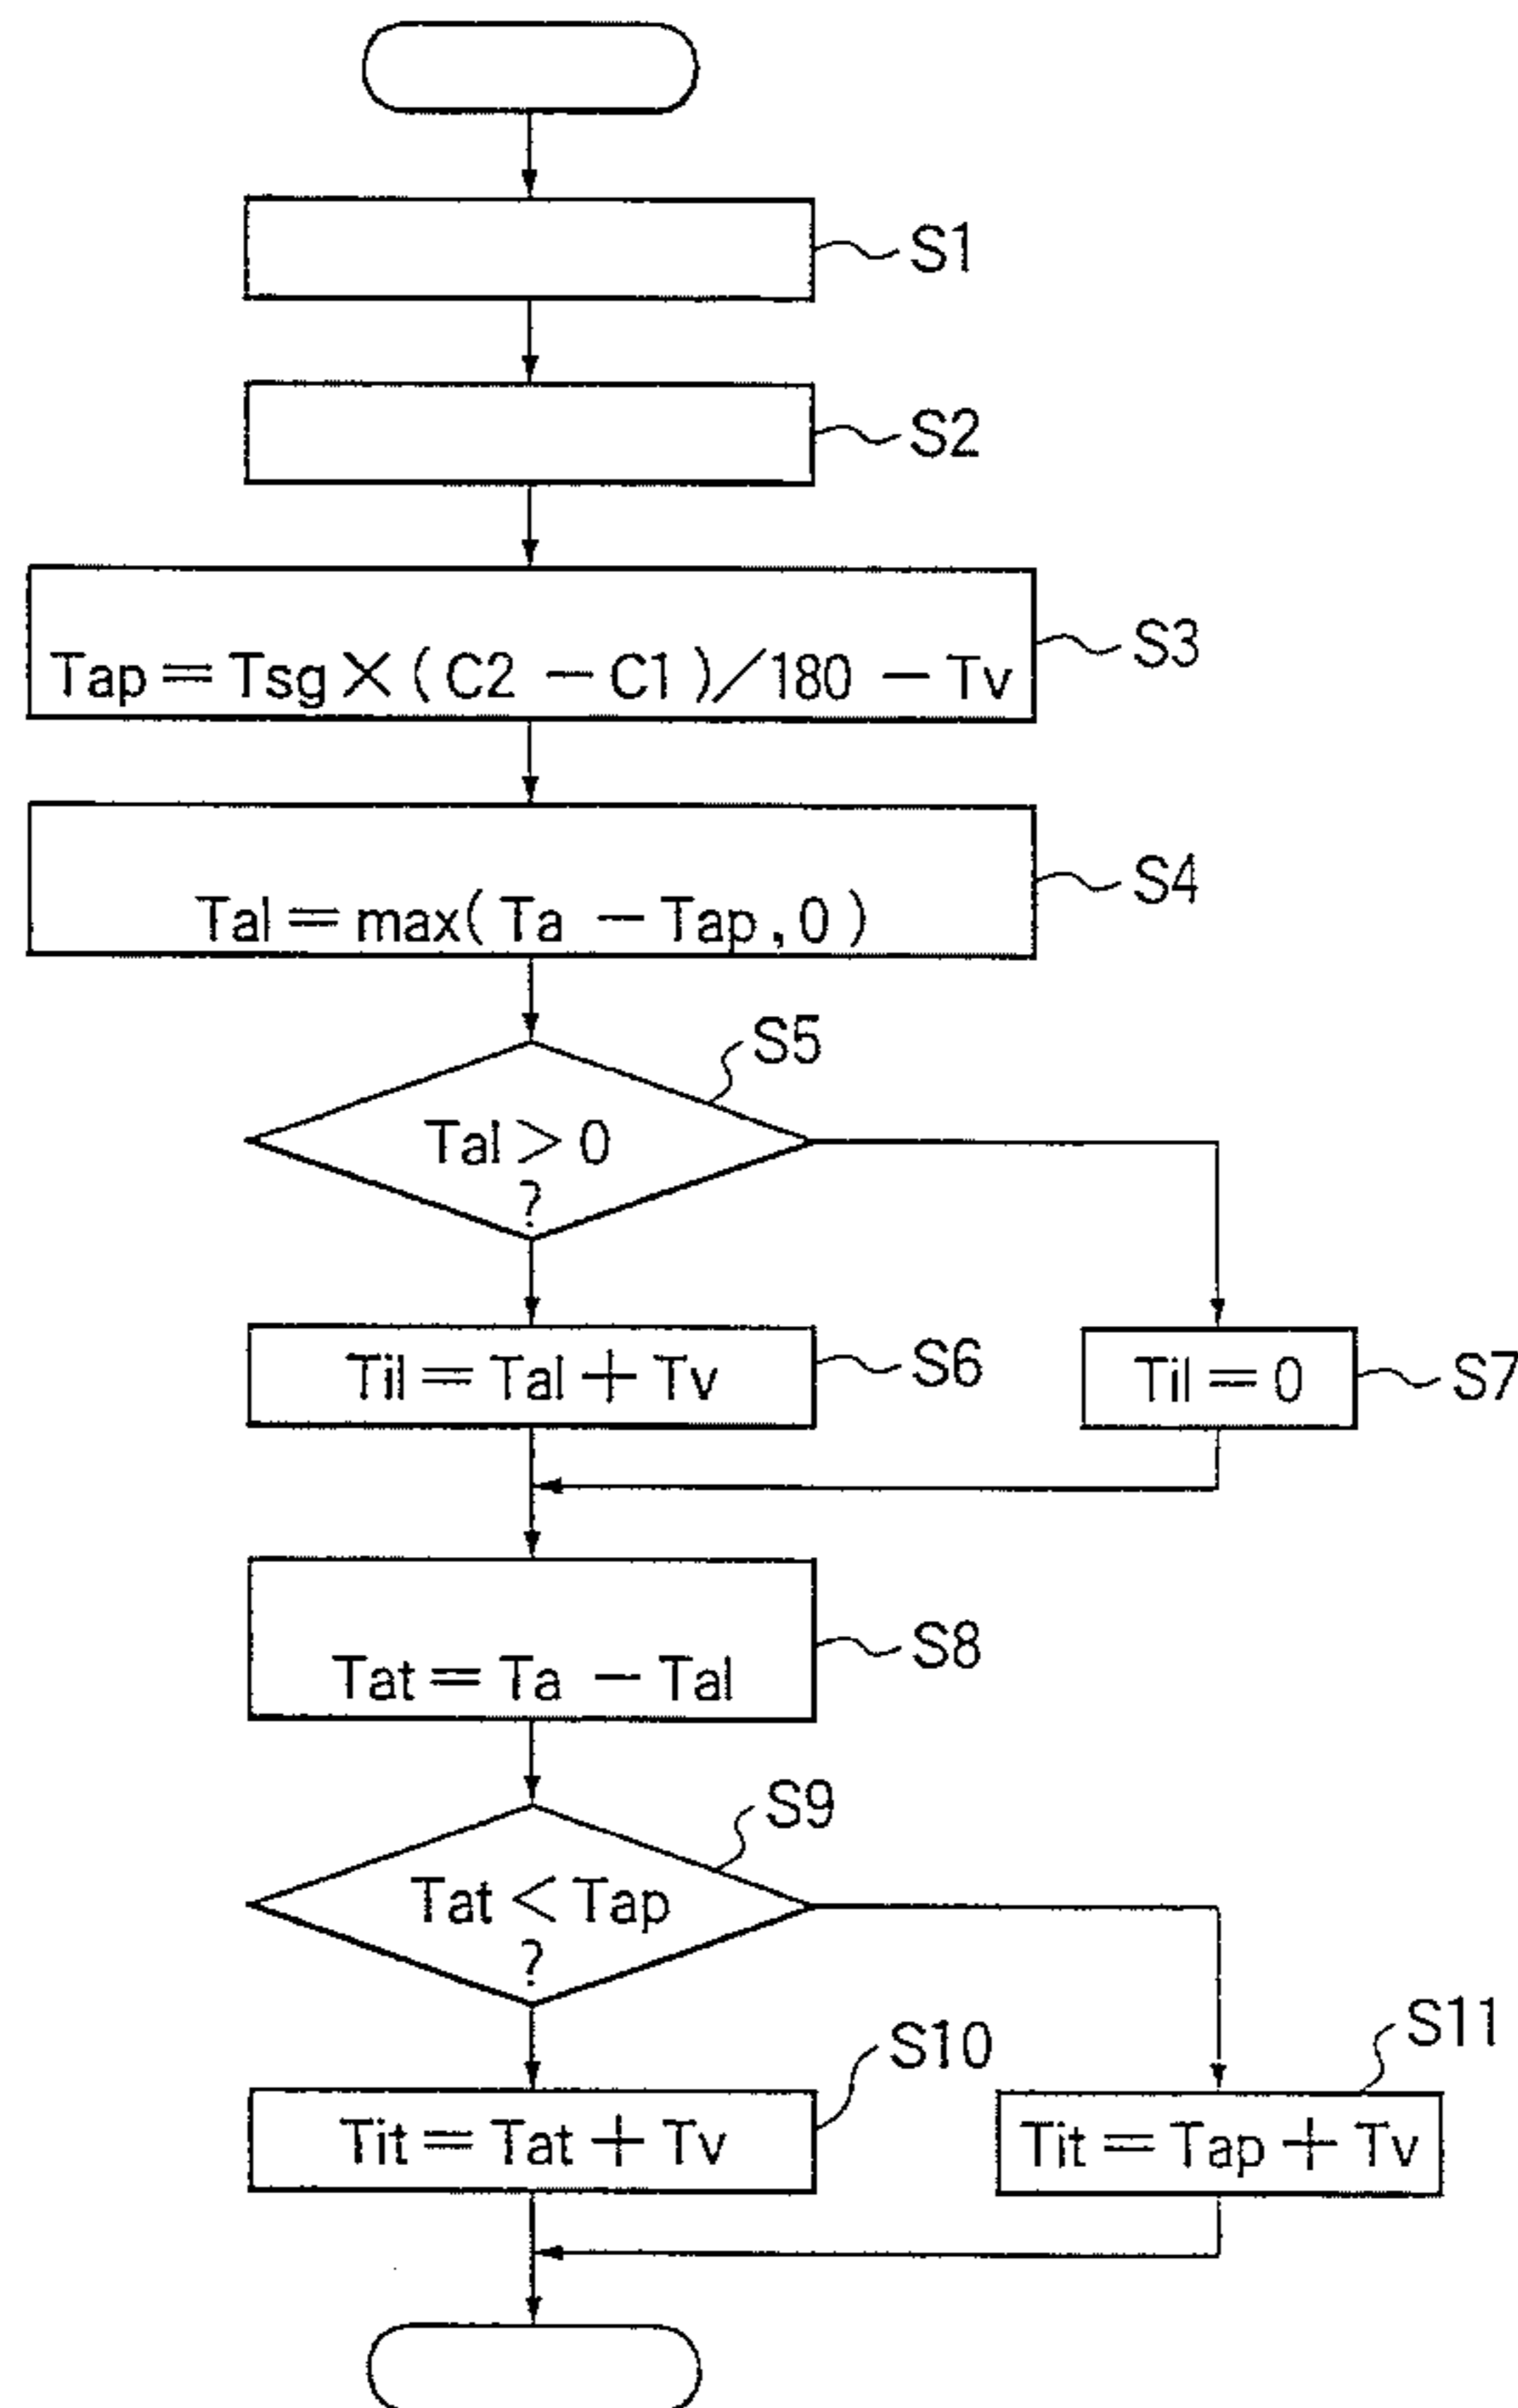 S1
S2
Tap = Tsg × ( C2 − C1 )/180 − Tv
S3
Tal = max( Ta − Tap , 0 )
S4
S5
Tal > 0
?
Til = Tal + Tv
S6
Til = 0
S7
Tat = Ta − Tal
S8
S9
Tat < Tap
?
S10
Tit = Tat + Tv
S11
Tit = Tap + Tv